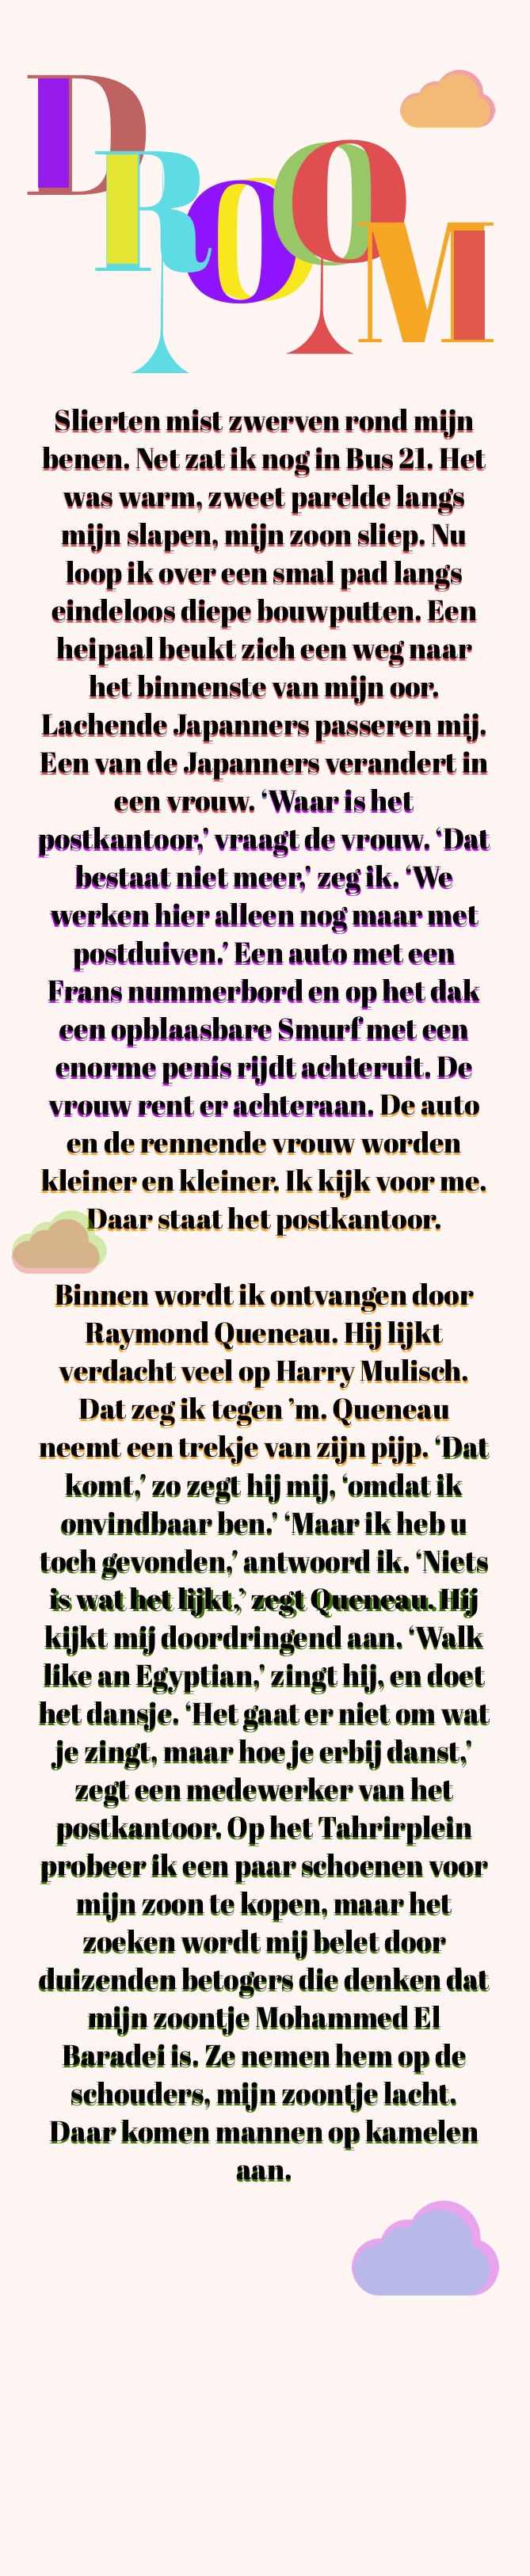 DROOM
Slierten mist zwerven rond mijn
benen. Net zat ik nog in Bus 21. Het
was warm, zweet parelde langs
mijn slapen, mijn zoon sliep. Nu
loop ik over een smal pad langs
eindeloos diepe bouwputten. Een
heipaal beukt zich een weg naar
het binnenste van mijn oor.
Lachende Japanners passeren mij.
Een van de Japanners verandert in
een vrouw. ‘Waar is het
postkantoor,’ vraagt de vrouw. ‘Dat
bestaat niet meer,’ zeg ik. ‘We
werken hier alleen nog maar met
postduiven.’ Een auto met een
Frans nummerbord en op het dak
een opblaasbare Smurf met een
enorme penis rijdt achteruit. De
vrouw rent er achteraan. De auto
en de rennende vrouw worden
kleiner en kleiner. Ik kijk voor me.
Daar staat het postkantoor.
Binnen wordt ik ontvangen door
Raymond Queneau. Hij lijkt
verdacht veel op Harry Mulisch.
Dat zeg ik tegen ’m. Queneau
neemt een trekje van zijn pijp. ‘Dat
komt,’ zo zegt hij mij, ‘omdat ik
onvindbaar ben.’ ‘Maar ik heb u
toch gevonden,’ antwoord ik. ‘Niets
is wat het lijkt,’ zegt Queneau. Hij
kijkt mij doordringend aan. ‘Walk
like an Egyptian,’ zingt hij, en doet
het dansje. ‘Het gaat er niet om wat
je zingt, maar hoe je erbij danst,’
zegt een medewerker van het
postkantoor. Op het Tahrirplein
probeer ik een paar schoenen voor
mijn zoon te kopen, maar het
zoeken wordt mij belet door
duizenden betogers die denken dat
mijn zoontje Mohammed El
Baradei is. Ze nemen hem op de
schouders, mijn zoontje lacht.
Daar komen mannen op kamelen
aan.